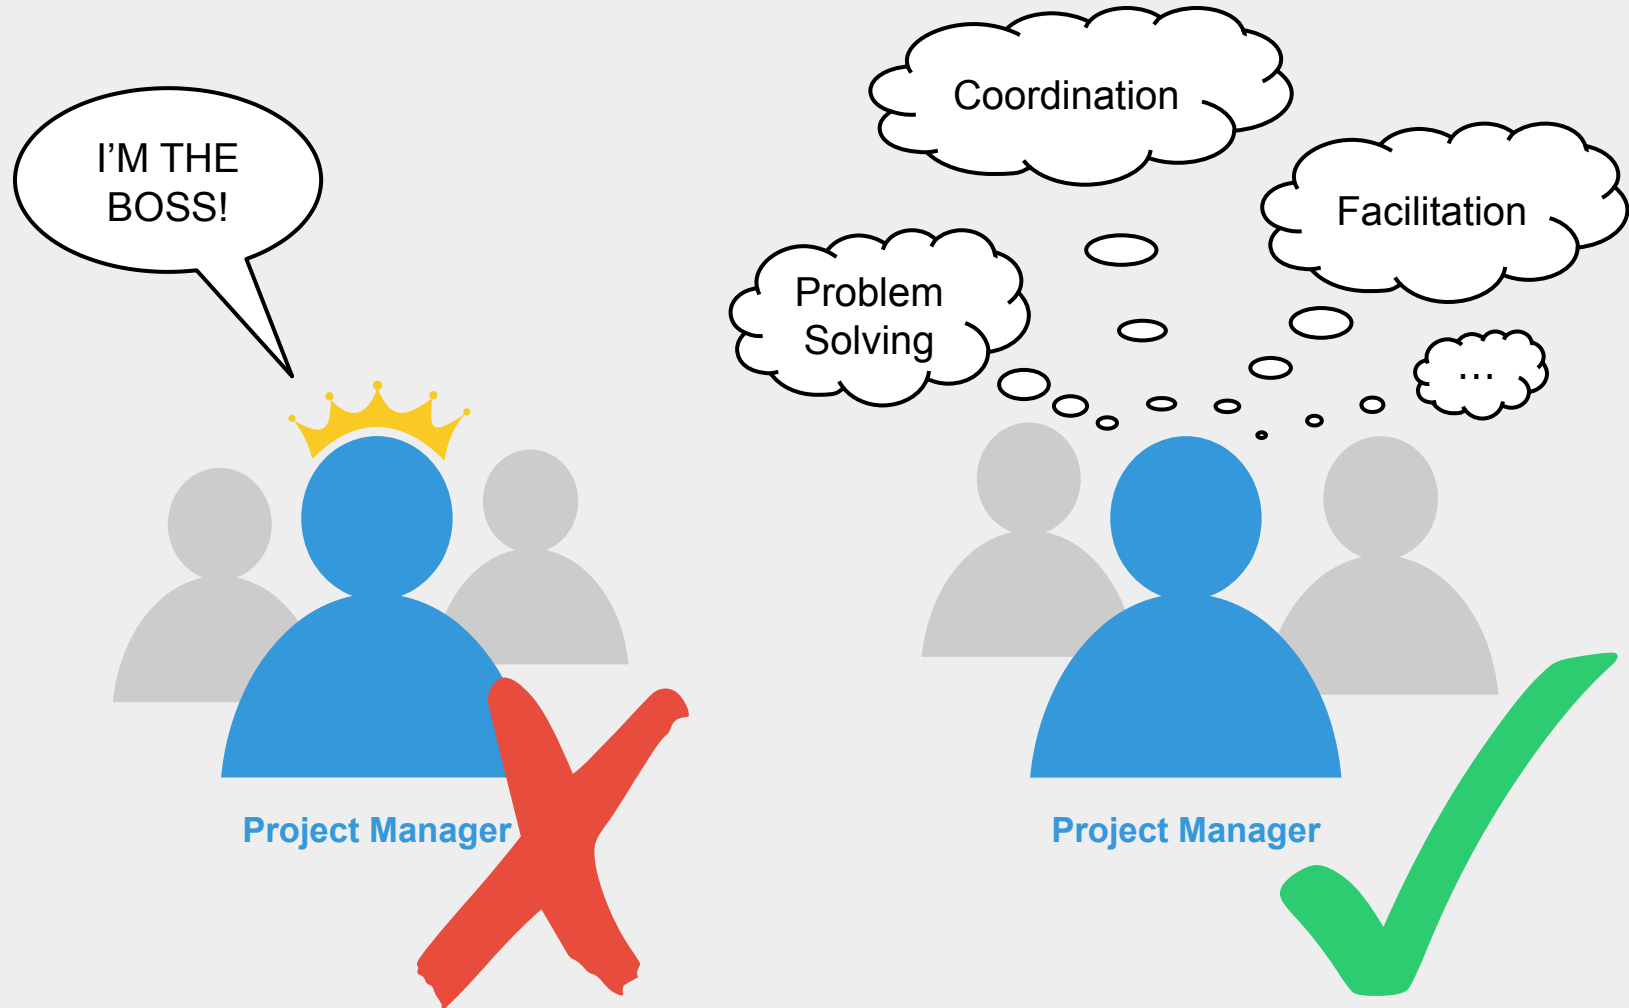 I’M THE
BOSS!
Project Manager
Coordination
Facilitation
Problem
Solving
...
Project Manager